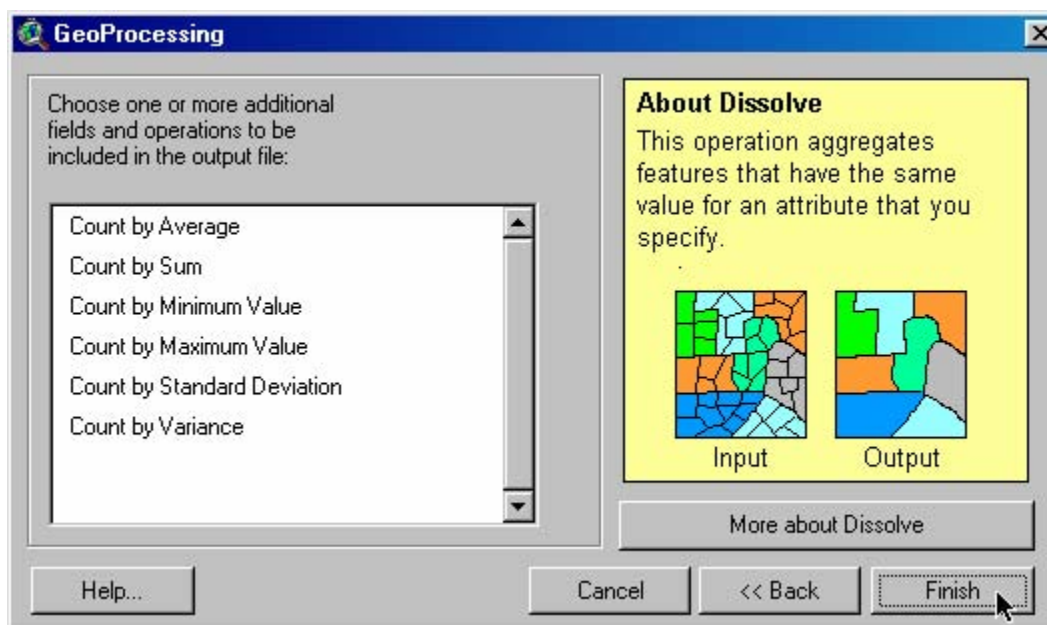 GeoProcessing
Choose one or more additional
fields and operations to be
included in the output file:
Count by Average
Count by Sum
Count by Minimum Value
Count by Maximum Value
Count by Standard Deviation
Count by Variance
About Dissolve
This operation aggregates
features that have the same
value for an attribute that you
specify.
Input Output
More about Dissolve
Help... Cancel << Back Finish